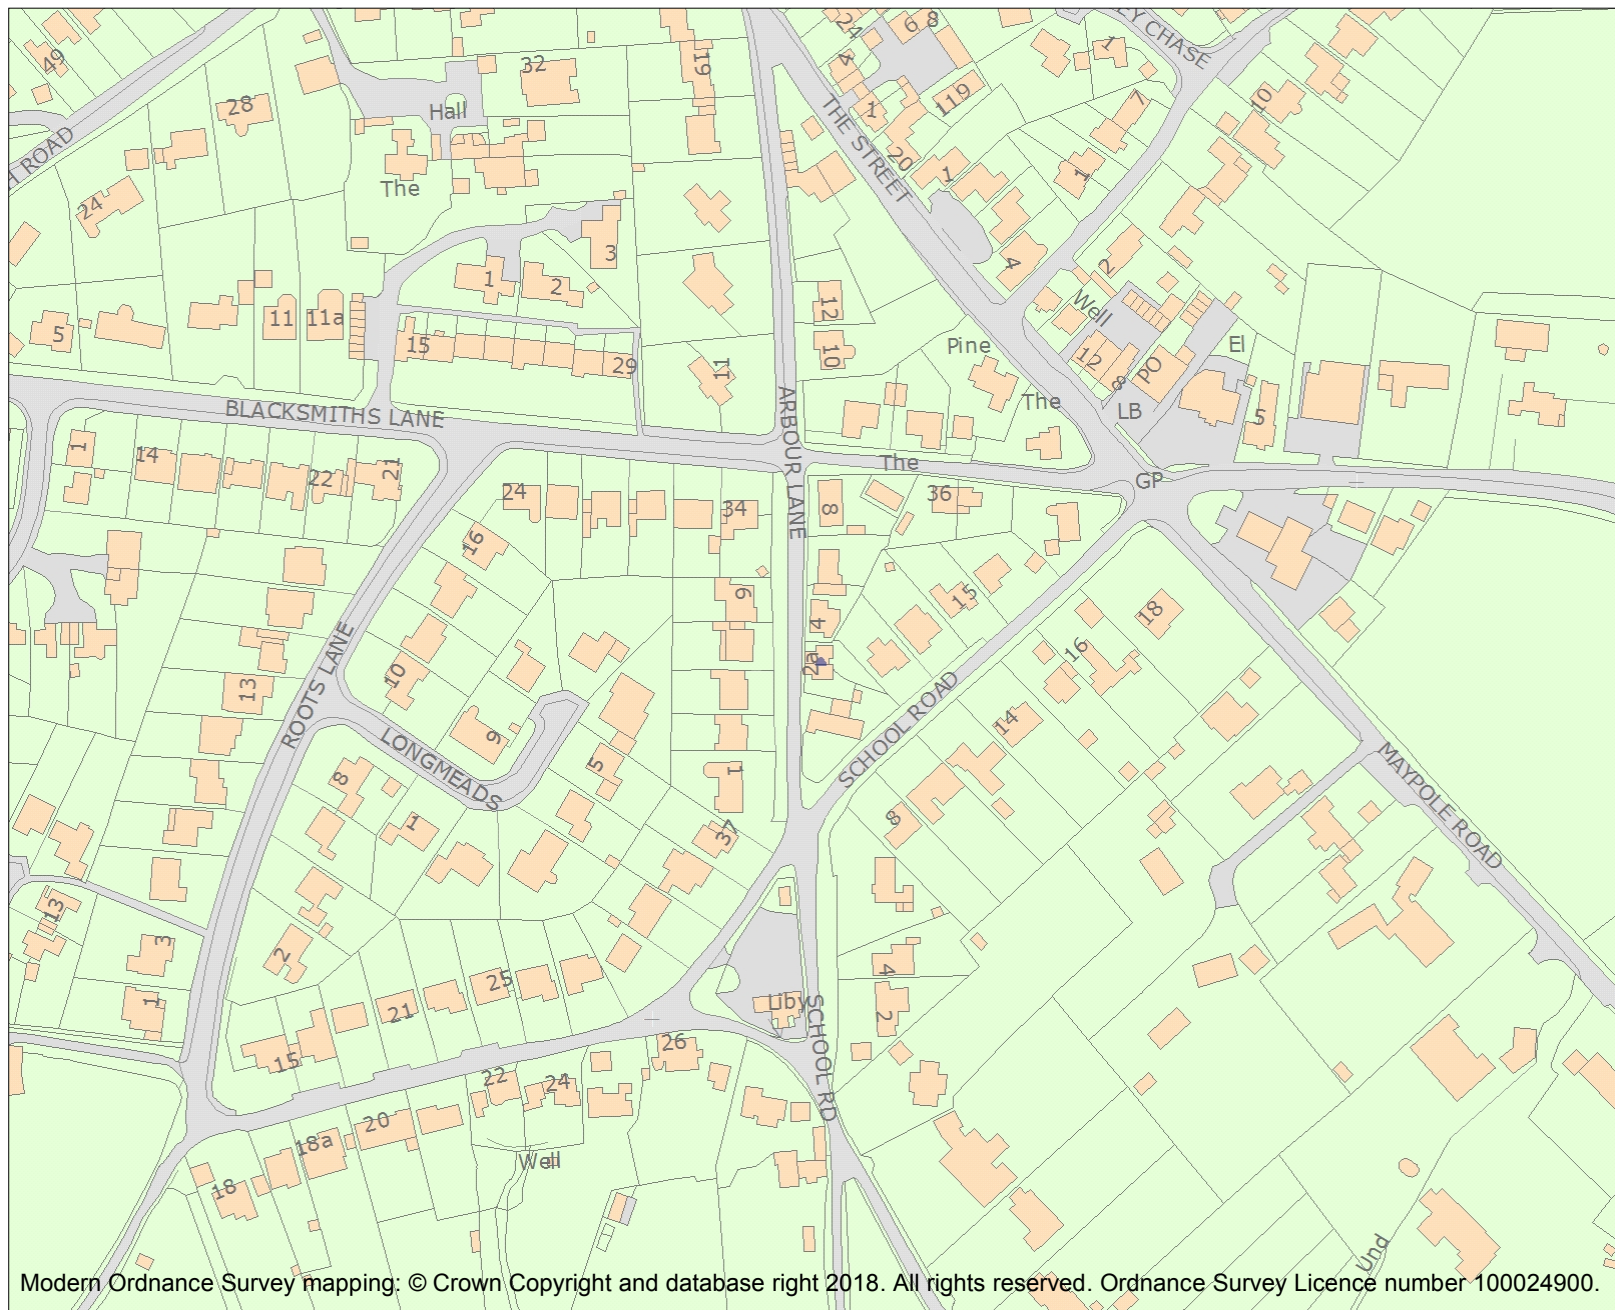 49
24
6
8
EY CHASE
1
19
32
4
28
Hall
THE STREET
1
119
7
10
H ROAD
20
1
The
1
24
3
4
2
1
2
Well
12
11
11a
5
15
10
29
11
Pine
12
8
PO
El
BLACKSMITHS LANE
ARBOUR LANE
The
LB
5
1
14
22
21
The
GP
24
34
8
36
16
9
15
18
4
2a
16
10
13
ROOTS LANE
LONGMEADS
9
5
1
SCHOOL ROAD
14
MAYPOLE ROAD
8
1
37
8
13
3
2
25
4
1
21
Liby
SCHOOL RD
2
15
26
22
24
20
18a
Well
18
Und
Modern Ordnance Survey mapping: © Crown Copyright and database right 2018. All rights reserved. Ordnance Survey Licence number 100024900.